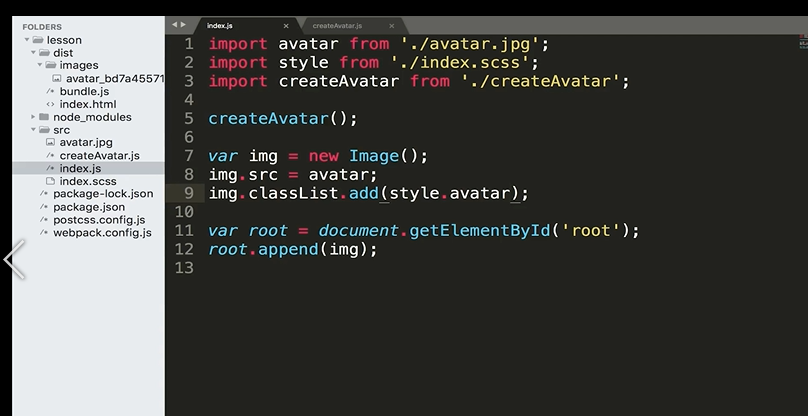 FOLDERS
lesson
dist
images
avatar_bd7a45571
bundle.js
index.html
node_modules
src
avatar.jpg
createAvatar.js
index.js
index.scss
package-lock.json
package.json
postcss.config.js
webpack.config.js
index.js × createAvatar.js ×
1 import avatar from './avatar.jpg';
2 import style from './index.scss';
3 import createAvatar from './createAvatar';
4
5 createAvatar();
6
7 var img = new Image();
8 img.src = avatar;
9 img.classList.add(style.avatar);
10
11 var root = document.getElementById('root');
12 root.append(img);
13